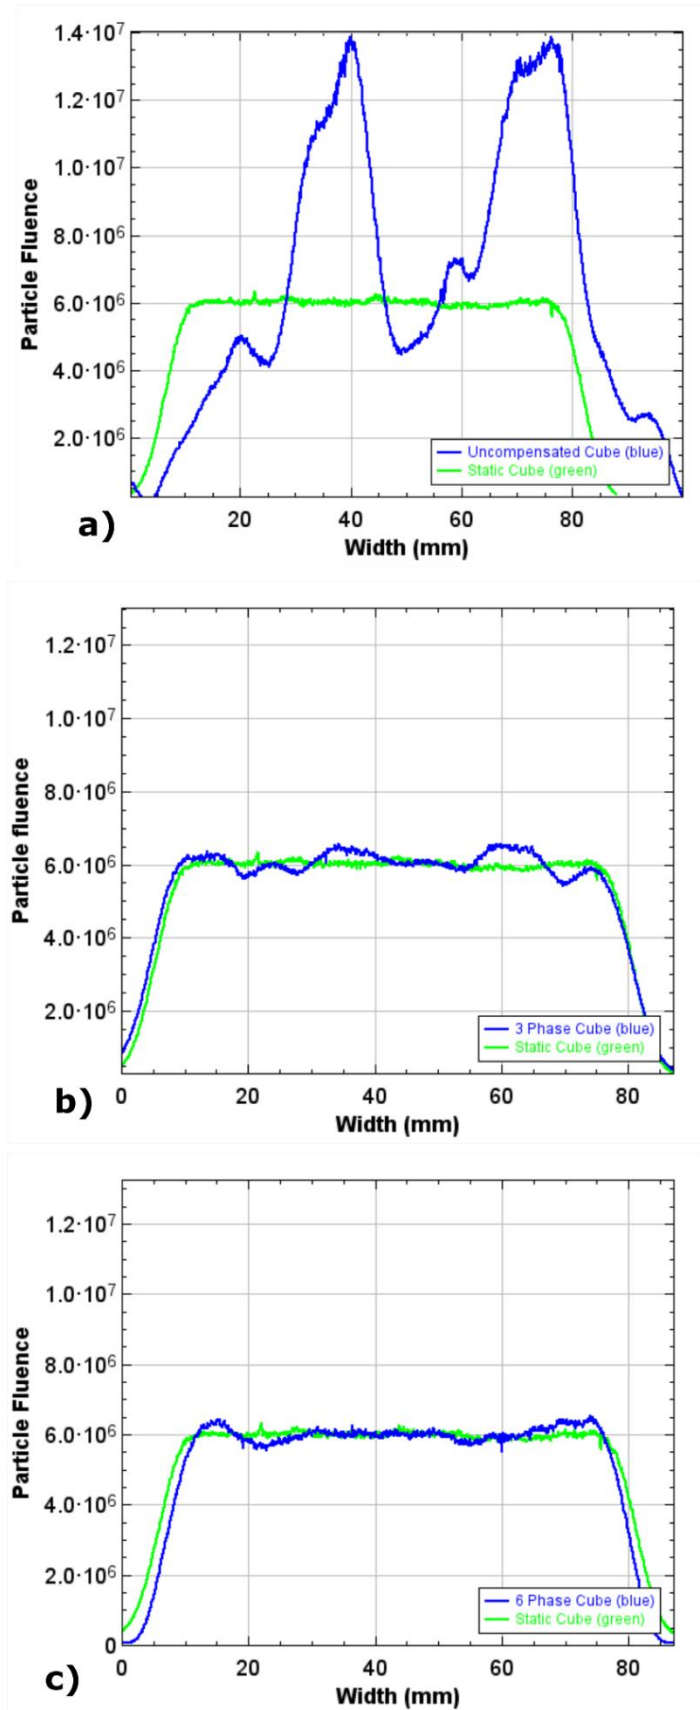 1.4·10⁷
1.2·10⁷
1.0·10⁷
8.0·10⁶
6.0·10⁶
4.0·10⁶
2.0·10⁶
Particle Fluence
Uncompensated Cube (blue)
Static Cube (green)
20 40 60 80
Width (mm)
a)
1.2·10⁷
1.0·10⁷
8.0·10⁶
6.0·10⁶
4.0·10⁶
2.0·10⁶
Particle fluence
3 Phase Cube (blue)
Static Cube (green)
0 20 40 60 80
Width (mm)
b)
1.2·10⁷
1.0·10⁷
8.0·10⁶
6.0·10⁶
4.0·10⁶
2.0·10⁶
0
Particle Fluence
6 Phase Cube (blue)
Static Cube (green)
0 20 40 60 80
Width (mm)
c)